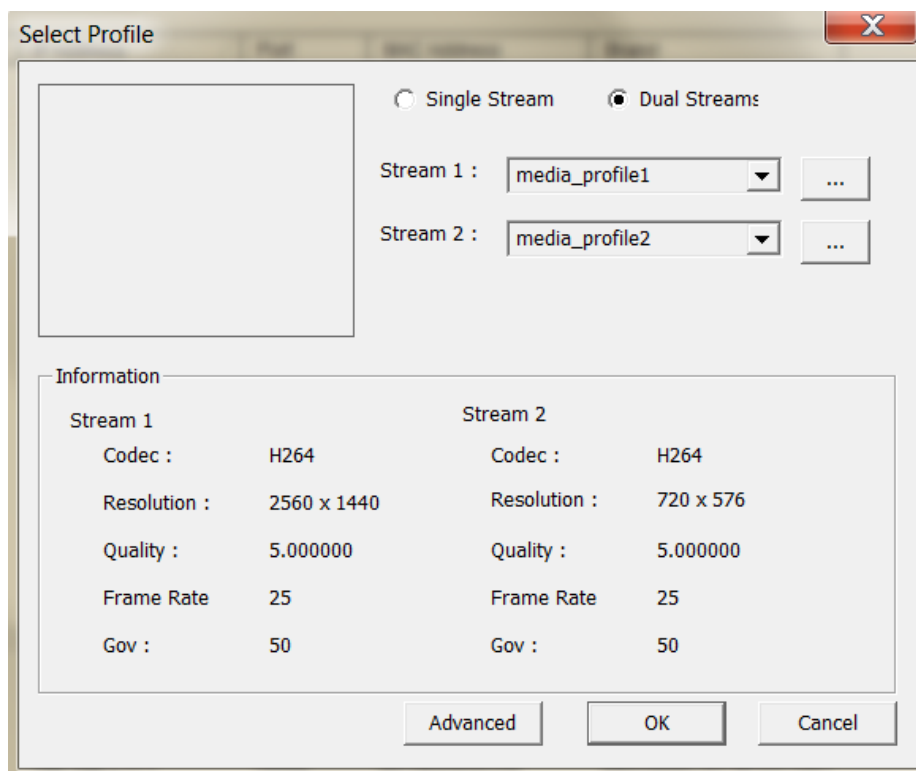 Select Profile
X
Single Stream Dual Streams
Stream 1 : media_profile1 ...
Stream 2 : media_profile2 ...
Information
Stream 1 Stream 2
Codec : H264 Codec : H264
Resolution : 2560 x 1440 Resolution : 720 x 576
Quality : 5.000000 Quality : 5.000000
Frame Rate 25 Frame Rate 25
Gov : 50 Gov : 50
Advanced OK Cancel